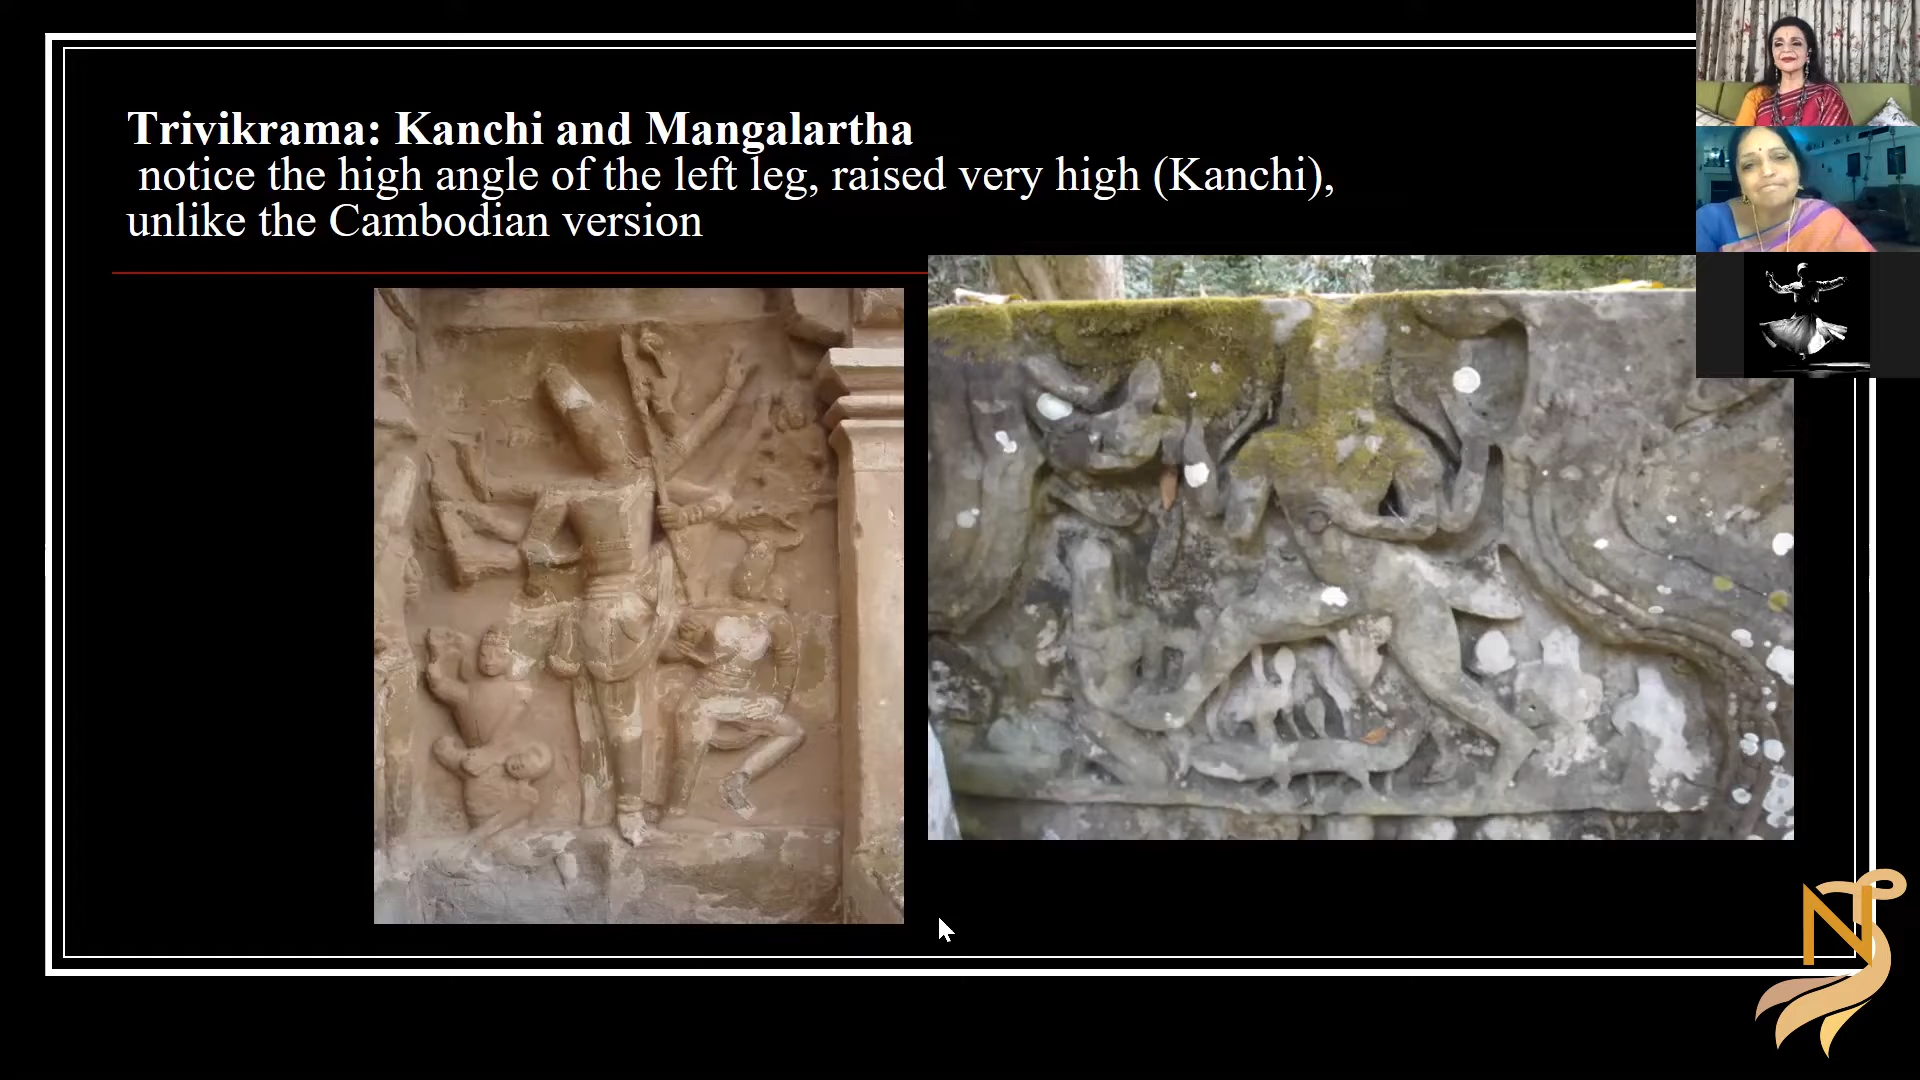 Trivikrama: Kanchi and Mangalartha
notice the high angle of the left leg, raised very high (Kanchi),
unlike the Cambodian version
N